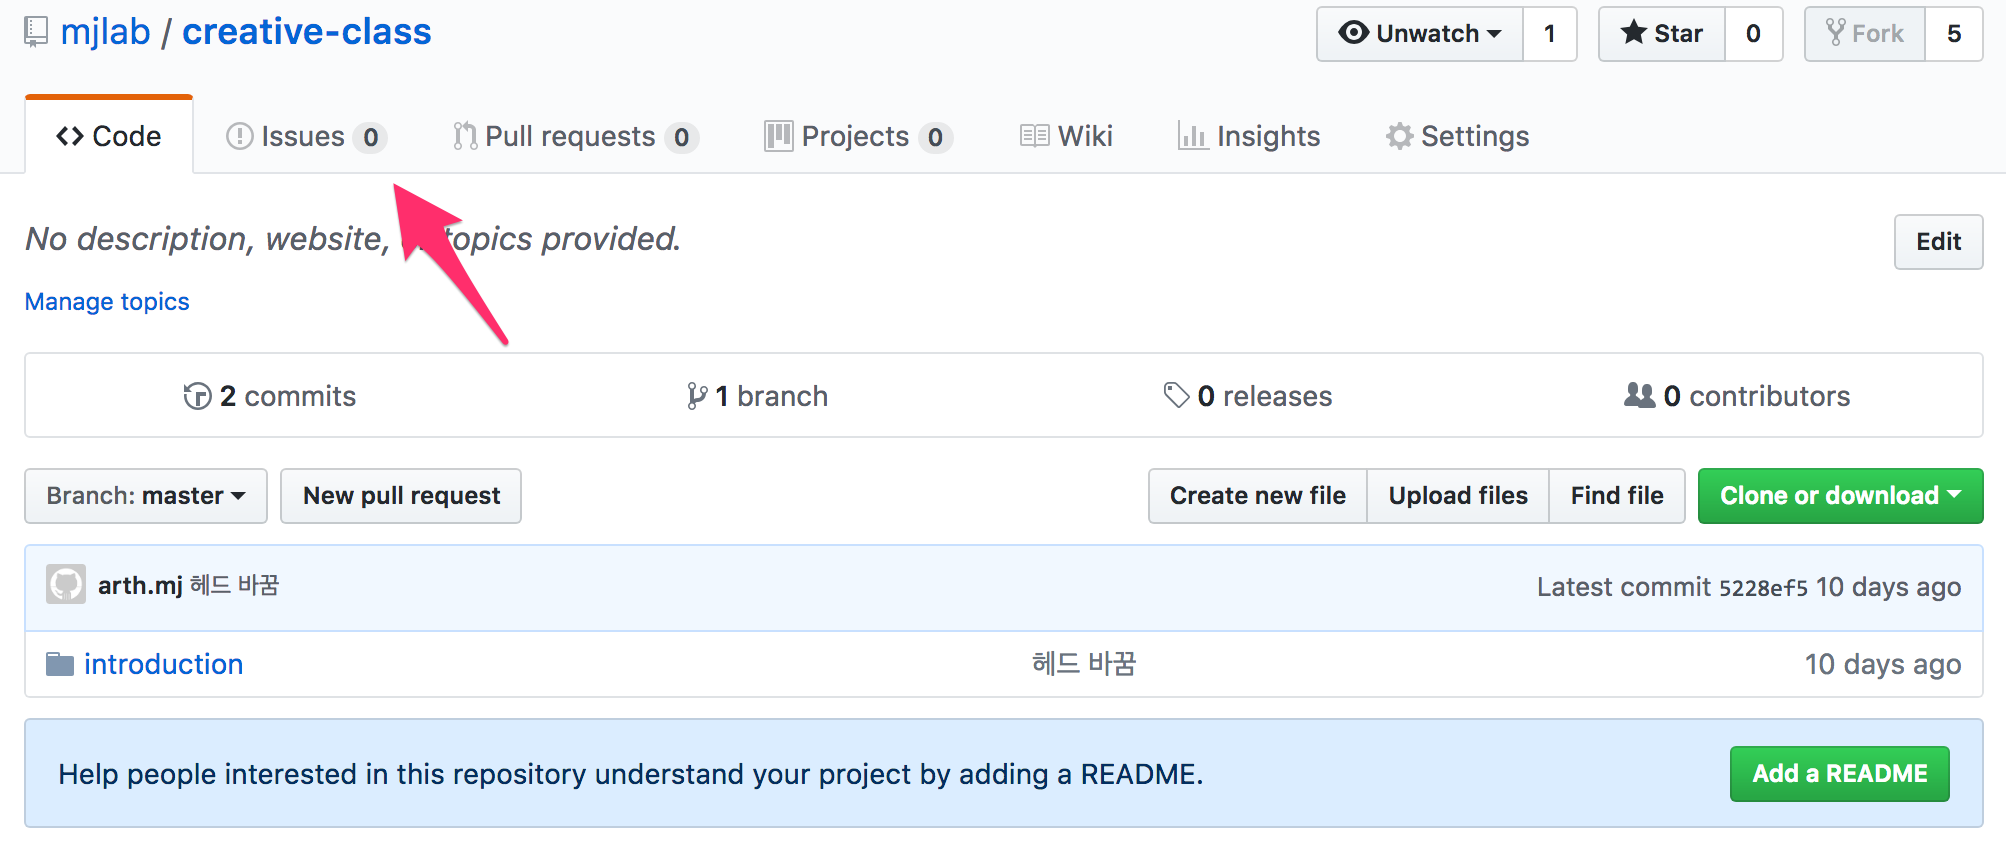 mjlab / creative-class
Unwatch 1 Star 0 Fork 5
Code Issues 0 Pull requests 0 Projects 0 Wiki Insights Settings
No description, website, topics provided.
Edit
Manage topics
2 commits 1 branch 0 releases 0 contributors
Branch: master New pull request Create new file Upload files Find file Clone or download
arth.mj 헤드 바꿈 Latest commit 5228ef5 10 days ago
introduction 헤드 바꿈 10 days ago
Help people interested in this repository understand your project by adding a README. Add a README